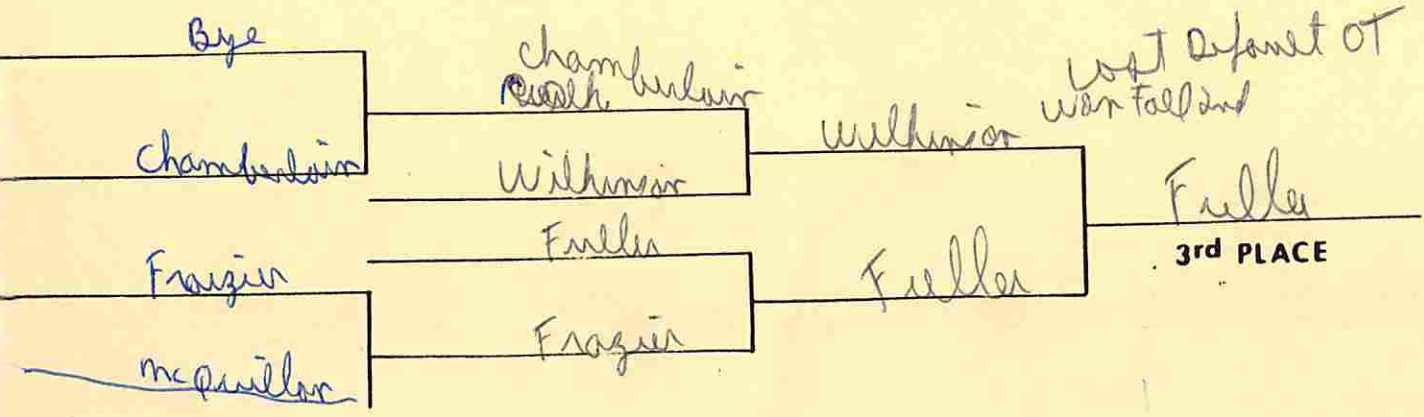 Bye
Chamberlain
Chamberlain
Wilkinson
Frazier
McQuillan
Fuller
Frazier
Wilkinson
Fuller
Lost Default OT
Won Fall 2nd
Fuller
3rd PLACE